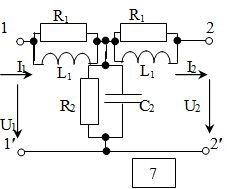 R₁ R₁
1 2
I₁ L₁ L₁ I₂
R₂ C₂
U₁ U₂
1′ 2′
7